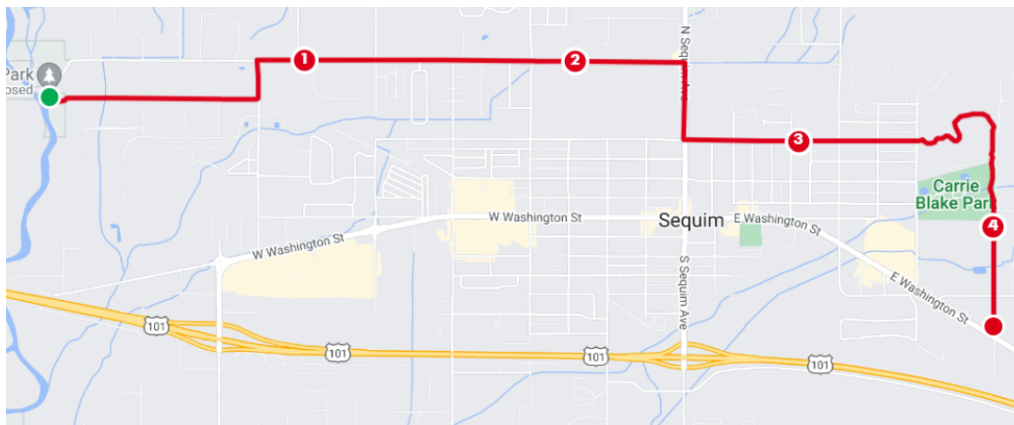 1
2
N Sequim Ave
Park
osed
3
Carrie
Blake Park
W Washington St
Sequim
E Washington St
4
W Washington St
S Sequim Ave
E Washington St
101
101
101
101